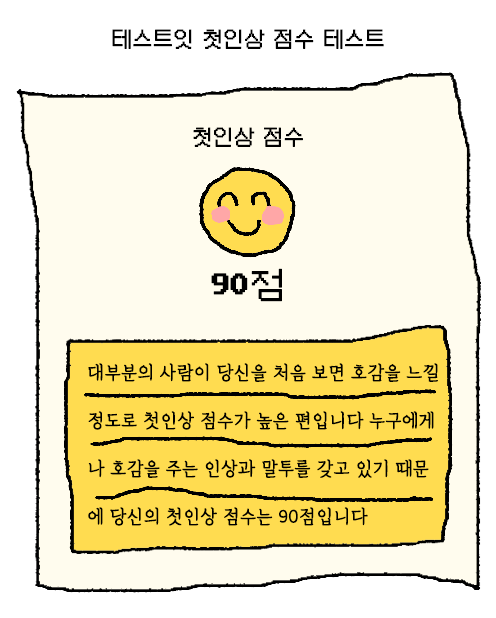 테스트잇 첫인상 점수 테스트
첫인상 점수
90점
대부분의 사람이 당신을 처음 보면 호감을 느낄
정도로 첫인상 점수가 높은 편입니다 누구에게
나 호감을 주는 인상과 말투를 갖고 있기 때문
에 당신의 첫인상 점수는 90점입니다